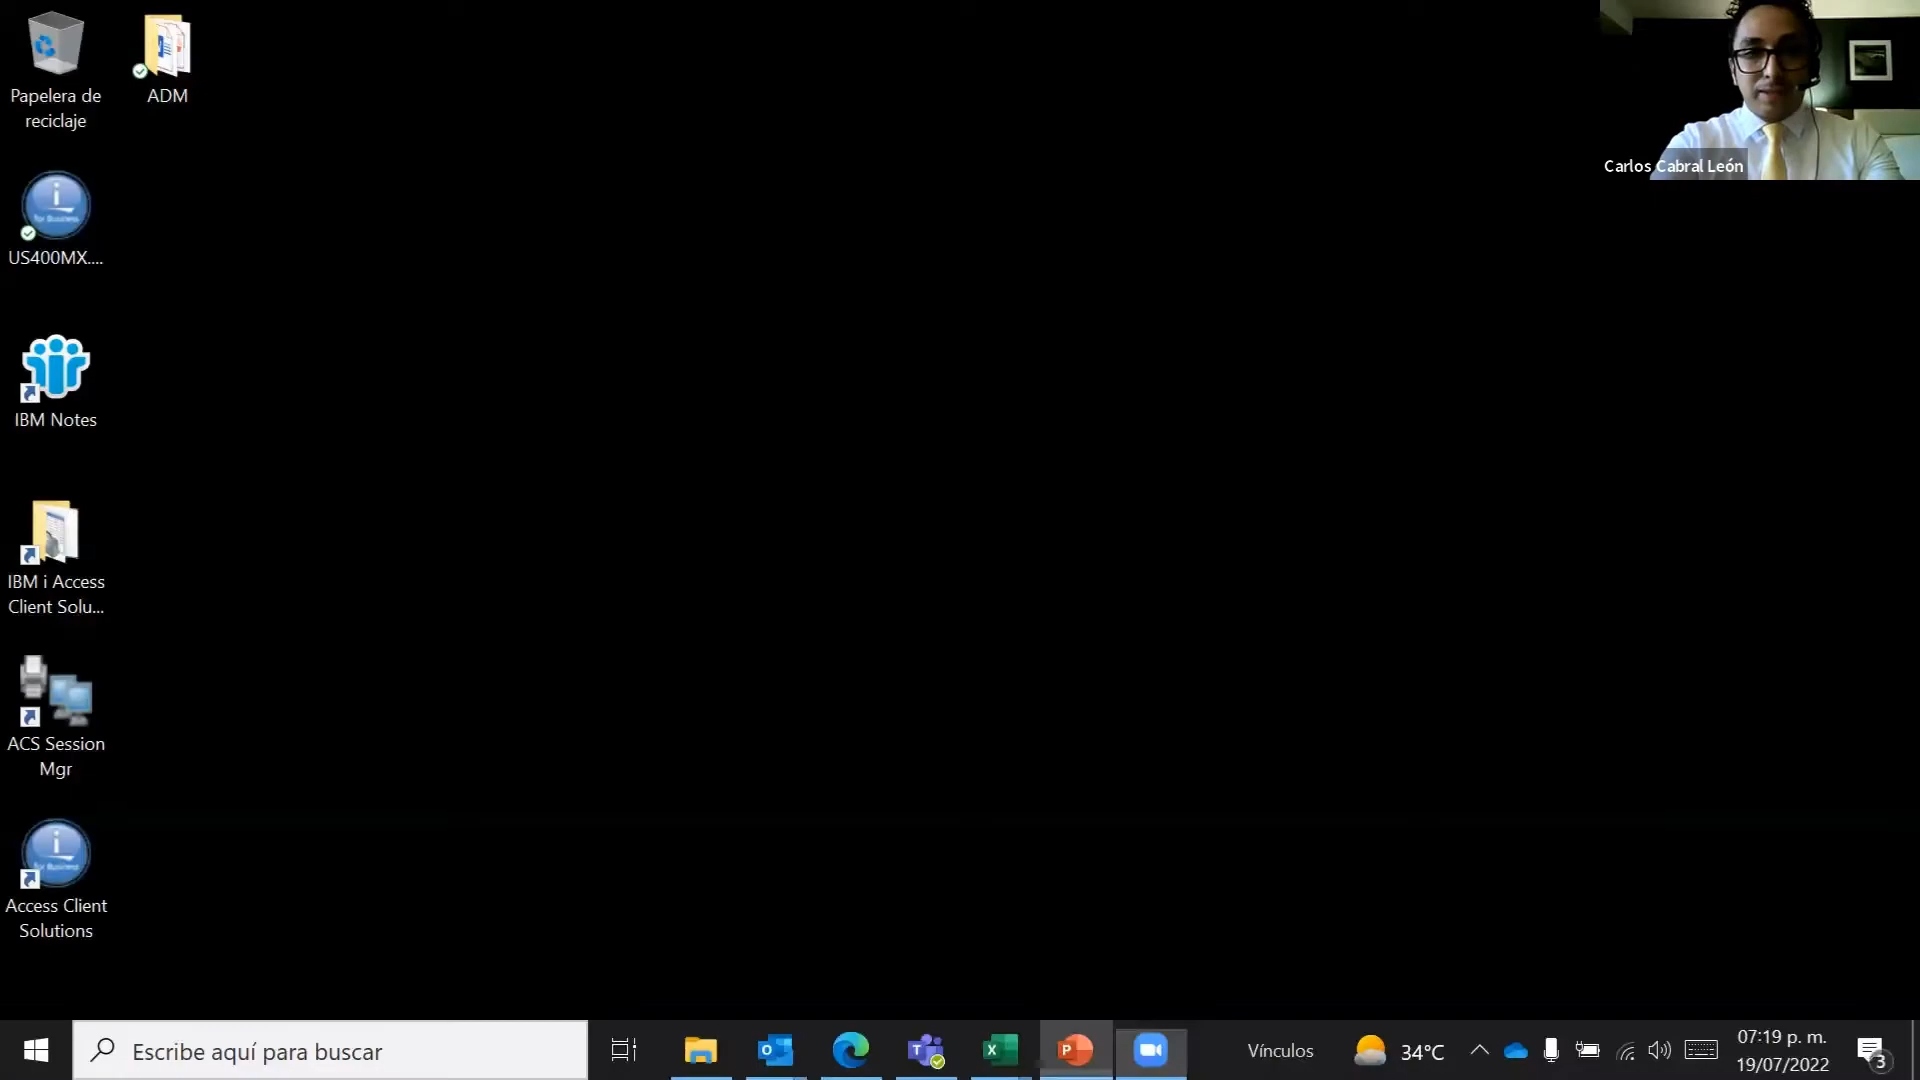 Papelera de
reciclaje
ADM
US400MX....
IBM Notes
IBM i Access
Client Solu...
ACS Session
Mgr
Access Client
Solutions
Carlos Cabral León
Escribe aquí para buscar
Vínculos
34°C
07:19 p. m.
19/07/2022
3